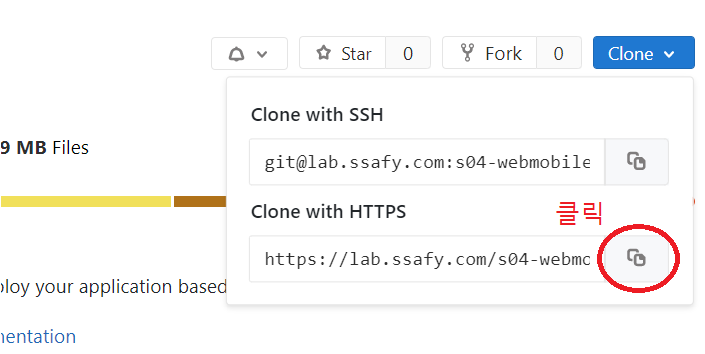 Star 0 Fork 0 Clone
Clone with SSH
9 MB Files
git@lab.ssafy.com:s04-webmobile
Clone with HTTPS 클릭
https://lab.ssafy.com/s04-webmo
ploy your application based
mentation